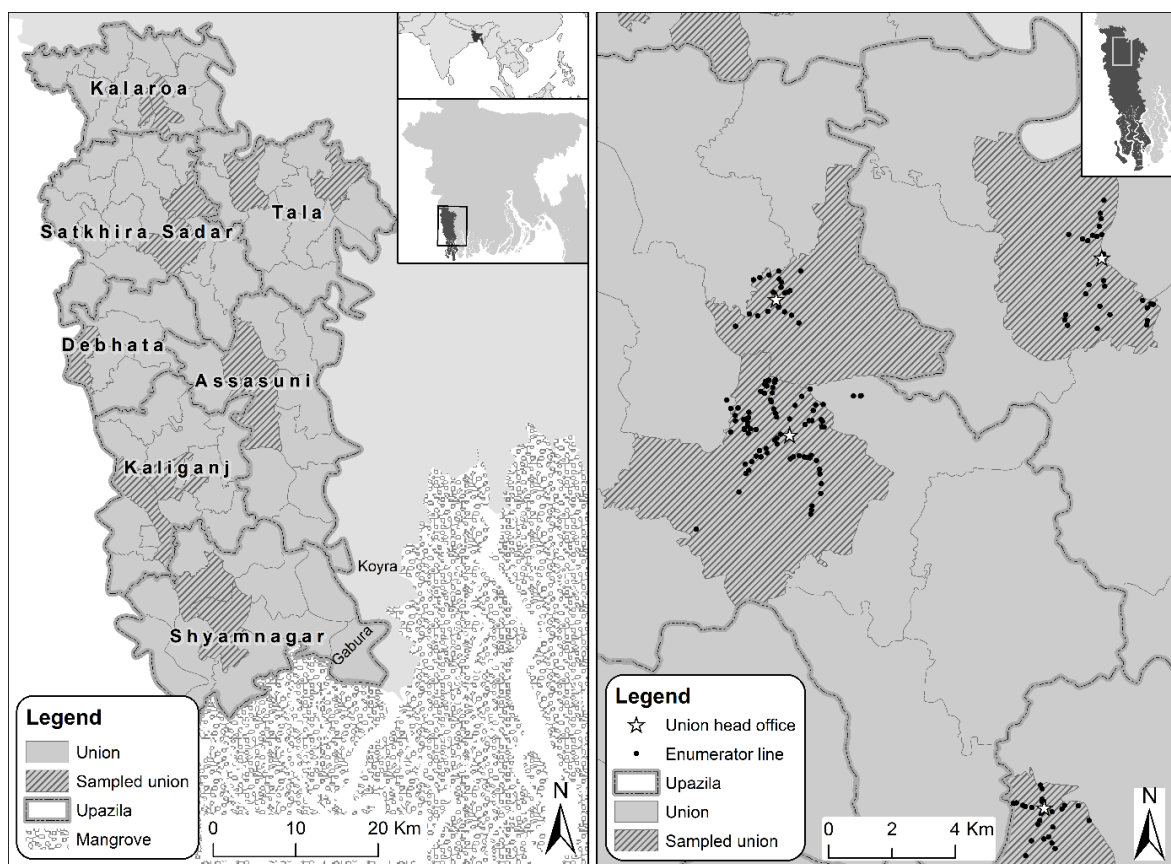 Kalaroa
Satkhira Sadar
Tala
Debhata
Assasuni
Kaliganj
Koyra
Shyamnagar
Gabura
Legend
Union
Sampled union
Upazila
Mangrove
0 10 20 Km
N
Legend
Union head office
Enumerator line
Upazila
Union
Sampled union
0 2 4 Km
N